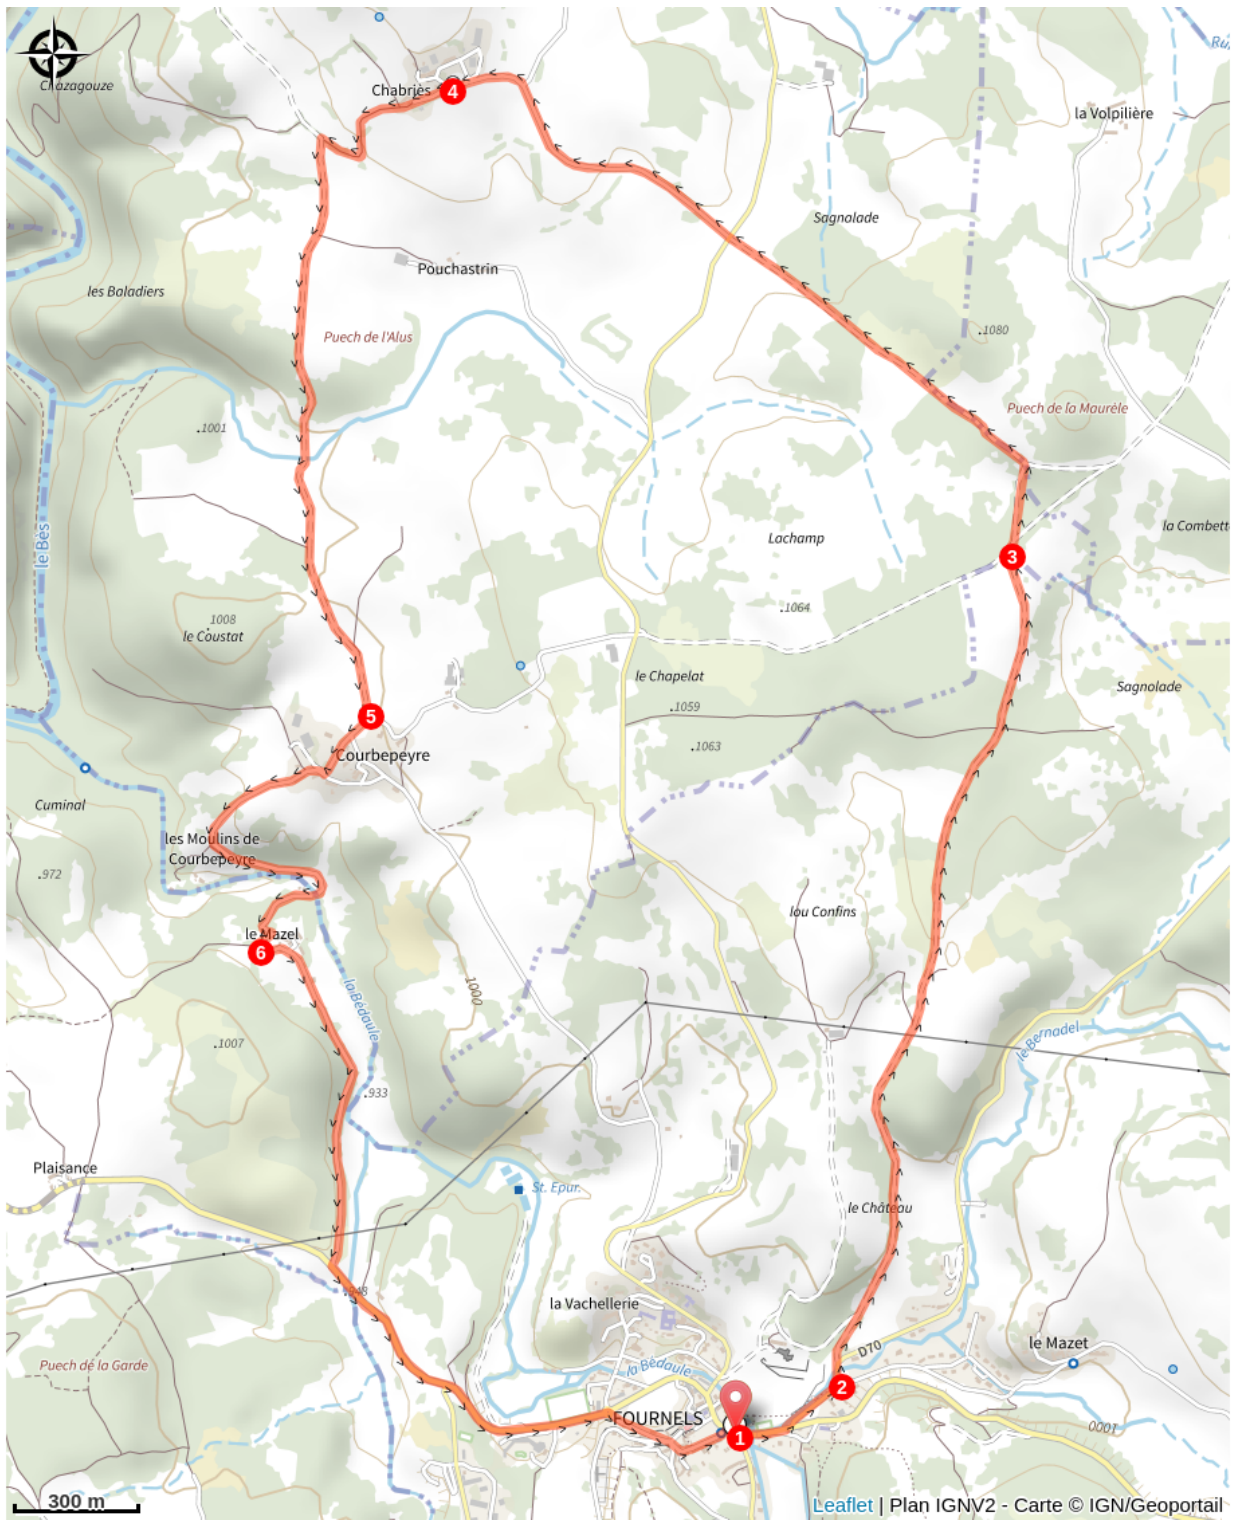 Chazagouze
Chabriès
4
la Volpilière
Sagnolade
Pouchastrin
les Baladiers
1080
Puech de l'Alus
Puech de la Maurèle
1001
la Combett
le Bès
Lachamp
3
1064
1008
le Coustat
le Chapelat
Sagnolade
1059
5
1063
Courbepeyre
Cuminal
les Moulins de
Courbepeyre
972
lou Confins
le Mazel
6
1000
la Bédaule
le Bernadel
1007
933
Plaisance
St. Epur.
le Château
948
la Vachellerie
D70
le Mazet
Puech de la Garde
la Bédaule
2
FOURNELS
1
1000
300 m
Leaflet | Plan IGNV2 - Carte © IGN/Geoportail